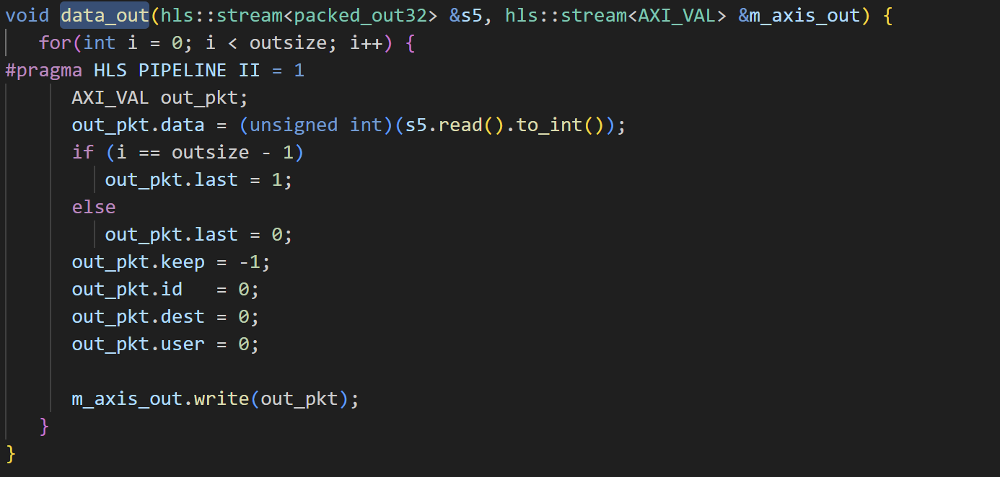 void data_out(hls::stream<packed_out32> &s5, hls::stream<AXI_VAL> &m_axis_out) {
   for(int i = 0; i < outsize; i++) {
#pragma HLS PIPELINE II = 1
      AXI_VAL out_pkt;
      out_pkt.data = (unsigned int)(s5.read().to_int());
      if (i == outsize - 1)
         out_pkt.last = 1;
      else
         out_pkt.last = 0;
      out_pkt.keep = -1;
      out_pkt.id   = 0;
      out_pkt.dest = 0;
      out_pkt.user = 0;

      m_axis_out.write(out_pkt);
   }
}